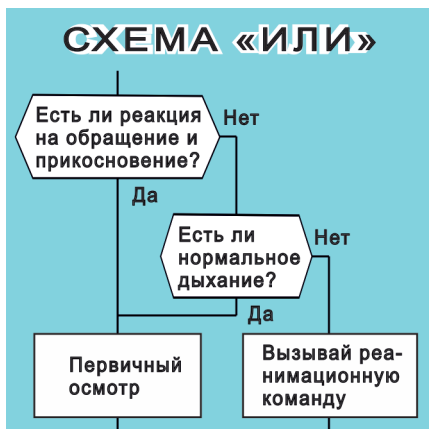 СХЕМА «ИЛИ»
Есть ли реакция
на обращение и
прикосновение?
Нет
Да
Есть ли
нормальное
дыхание?
Нет
Да
Первичный
осмотр
Вызывай реа-
нимационную
команду